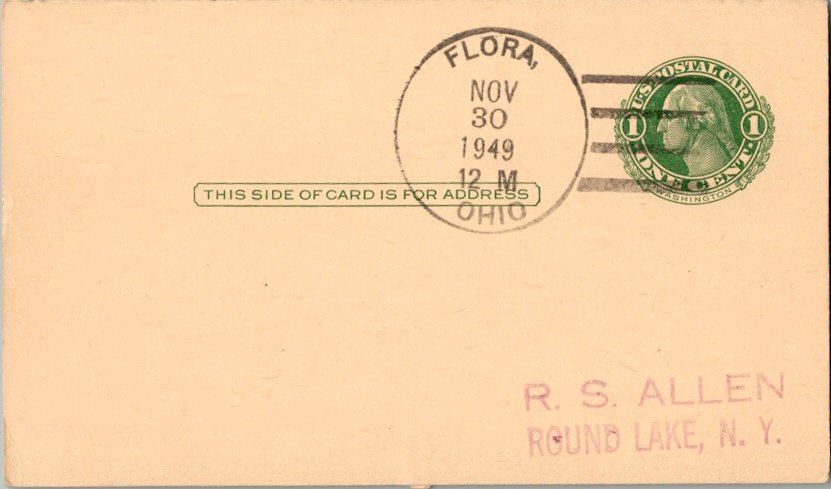 FLORA,
NOV
30
1949
12 M
OHIO
U.S. POSTAL CARD
1 1
ONE CENT
WASHINGTON
THIS SIDE OF CARD IS FOR ADDRESS
R. S. ALLEN
ROUND LAKE, N. Y.